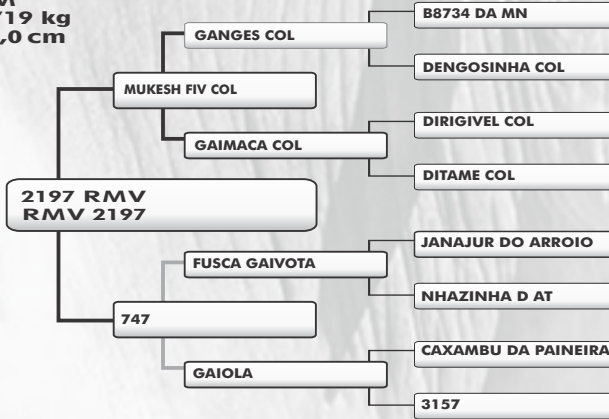 719 kg
,0 cm
B8734 DA MN
GANGES COL
DENGOSINHA COL
MUKESH FIV COL
DIRIGIVEL COL
GAIMACA COL
DITAME COL
2197 RMV
RMV 2197
JANAJUR DO ARROIO
FUSCA GAIVOTA
NHAZINHA D AT
747
CAXAMBU DA PAINEIRA
GAIOLA
3157